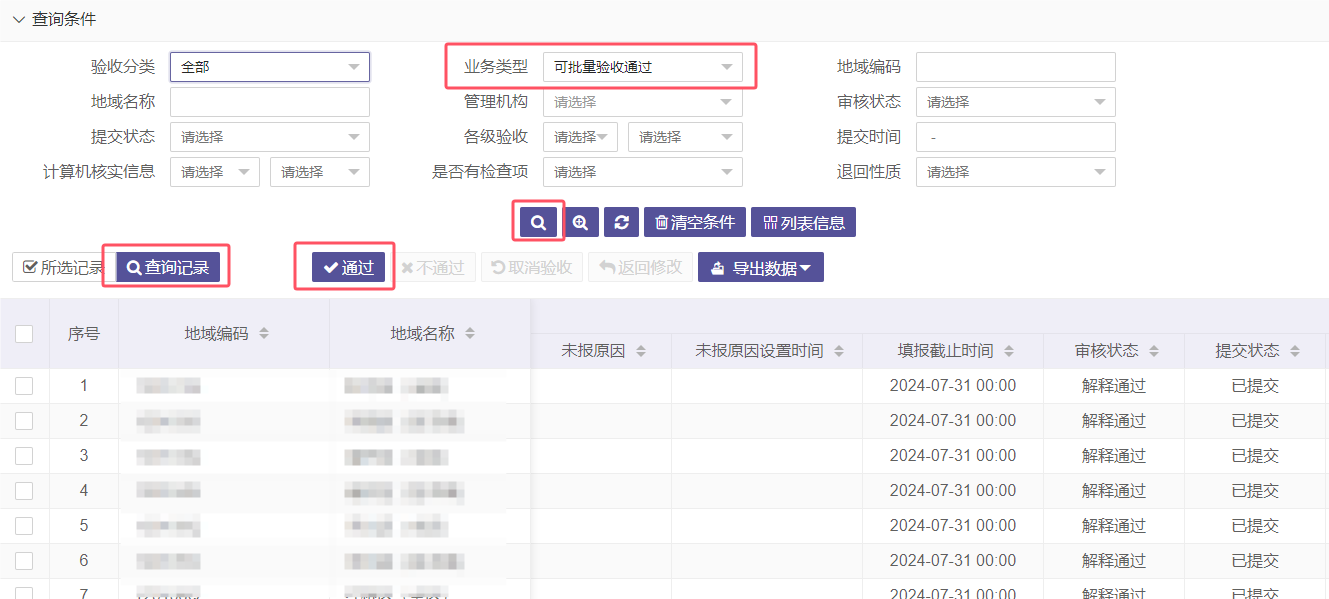 查询条件
验收分类 全部 业务类型 可批量验收通过 地域编码
地域名称 管理机构 请选择 审核状态 请选择
提交状态 请选择 各级验收 请选择 请选择 提交时间 -
计算机核实信息 请选择 请选择 是否有检查项 请选择 退回性质 请选择
清空条件 列表信息
所选记录 查询记录 通过 不通过 取消验收 返回修改 导出数据
序号 地域编码 地域名称
未报原因 未报原因设置时间 填报截止时间 审核状态 提交状态
1 2024-07-31 00:00 解释通过 已提交
2 2024-07-31 00:00 解释通过 已提交
3 2024-07-31 00:00 解释通过 已提交
4 2024-07-31 00:00 解释通过 已提交
5 2024-07-31 00:00 解释通过 已提交
6 2024-07-31 00:00 解释通过 已提交
7 2024-07-31 00:00 解释通过 已提交